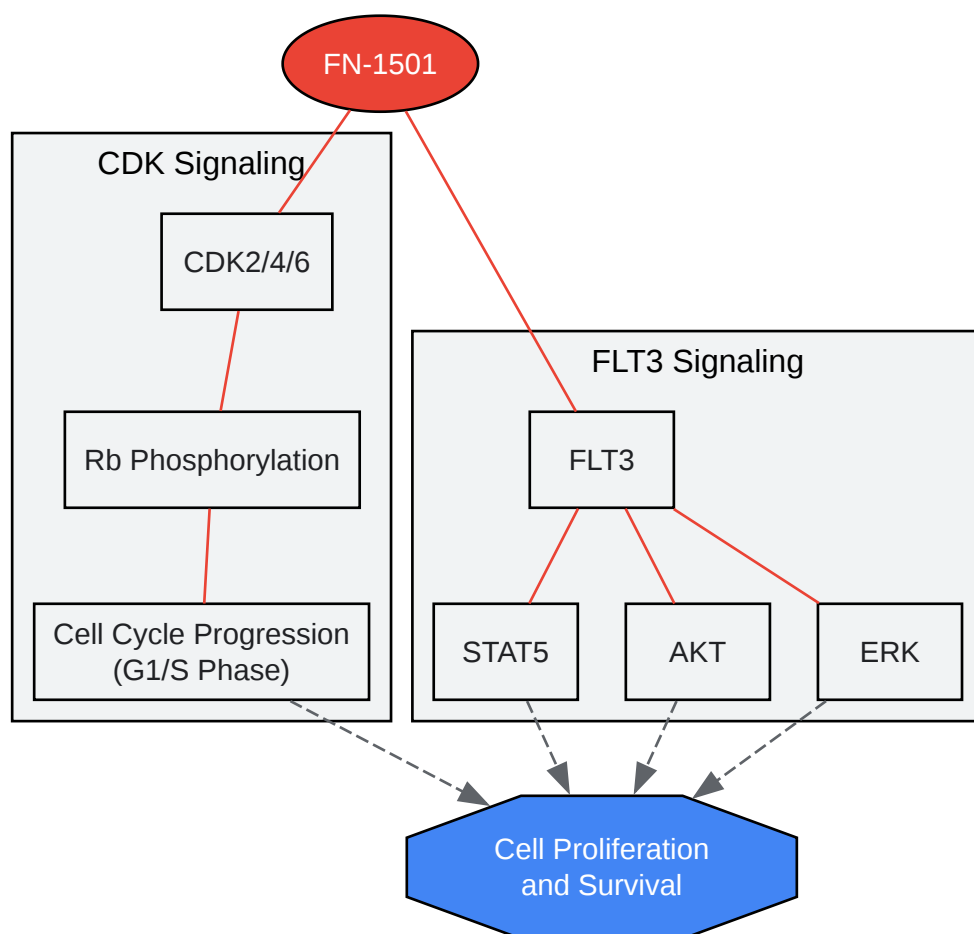 FN-1501
CDK Signaling
CDK2/4/6
Rb Phosphorylation
Cell Cycle Progression
(G1/S Phase)
FLT3 Signaling
FLT3
STAT5
AKT
ERK
Cell Proliferation
and Survival